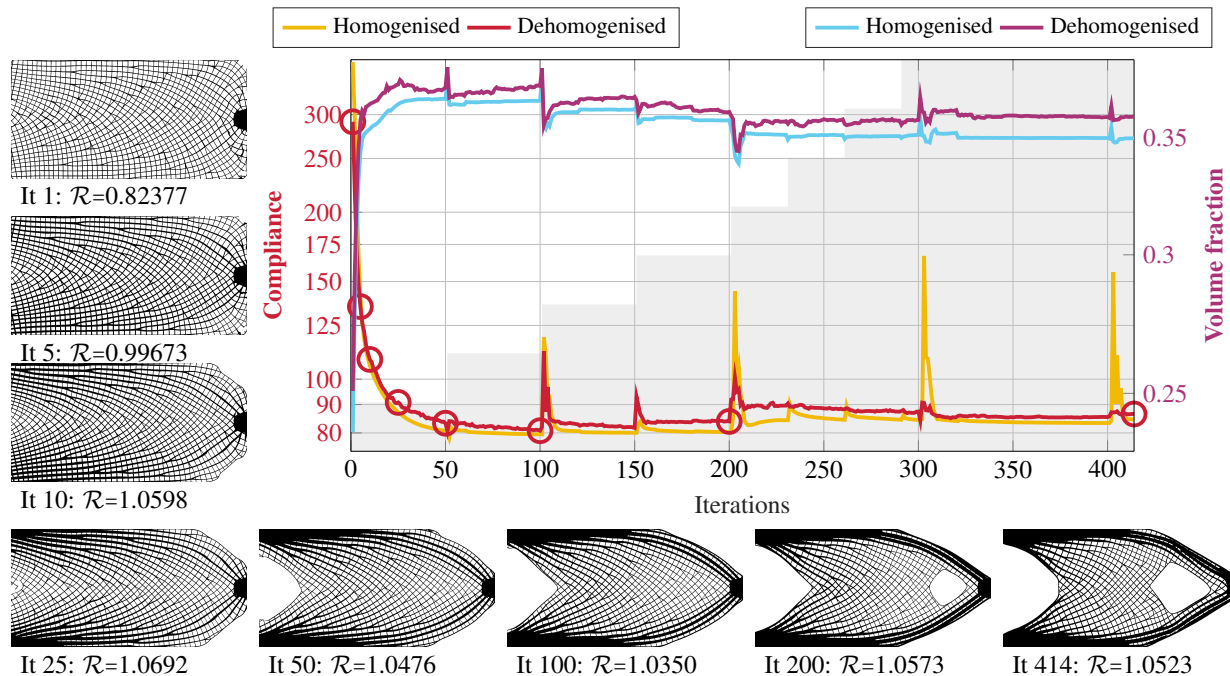 Homogenised Dehomogenised
Homogenised Dehomogenised
It 1: R=0.82377
It 5: R=0.99673
It 10: R=1.0598
Compliance
300
250
200
175
150
125
100
90
80
0 50 100 150 200 250 300 350 400
Iterations
0.35
0.3
0.25
Volume fraction
It 25: R=1.0692
It 50: R=1.0476
It 100: R=1.0350
It 200: R=1.0573
It 414: R=1.0523